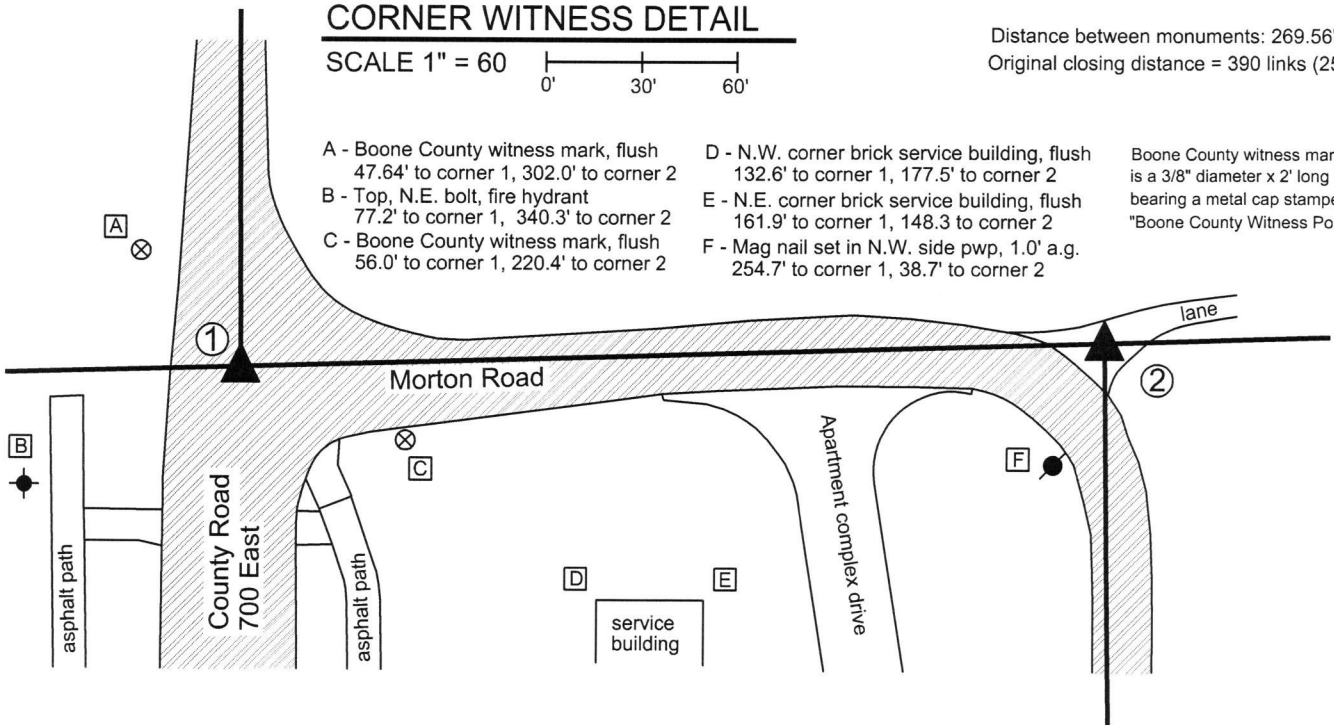 CORNER WITNESS DETAIL
SCALE 1" = 60
0' 30' 60'
Distance between monuments: 269.56'
Original closing distance = 390 links (25
A - Boone County witness mark, flush
47.64' to corner 1, 302.0' to corner 2
B - Top, N.E. bolt, fire hydrant
77.2' to corner 1, 340.3' to corner 2
C - Boone County witness mark, flush
56.0' to corner 1, 220.4' to corner 2
D - N.W. corner brick service building, flush
132.6' to corner 1, 177.5' to corner 2
E - N.E. corner brick service building, flush
161.9' to corner 1, 148.3 to corner 2
F - Mag nail set in N.W. side pwp, 1.0' a.g.
254.7' to corner 1, 38.7' to corner 2
Boone County witness mar
is a 3/8" diameter x 2' long
bearing a metal cap stampe
"Boone County Witness Po
A
1
lane
Morton Road
2
B
C
F
County Road
700 East
asphalt path
asphalt path
D
E
service
building
Apartment complex drive